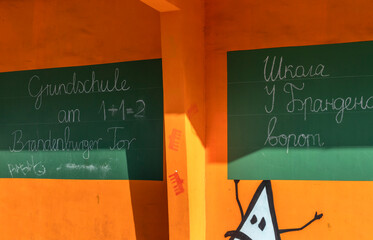 Grundschule
am 1+1=2
Brandenburger Tor
Школа
у Бранденб
ворот